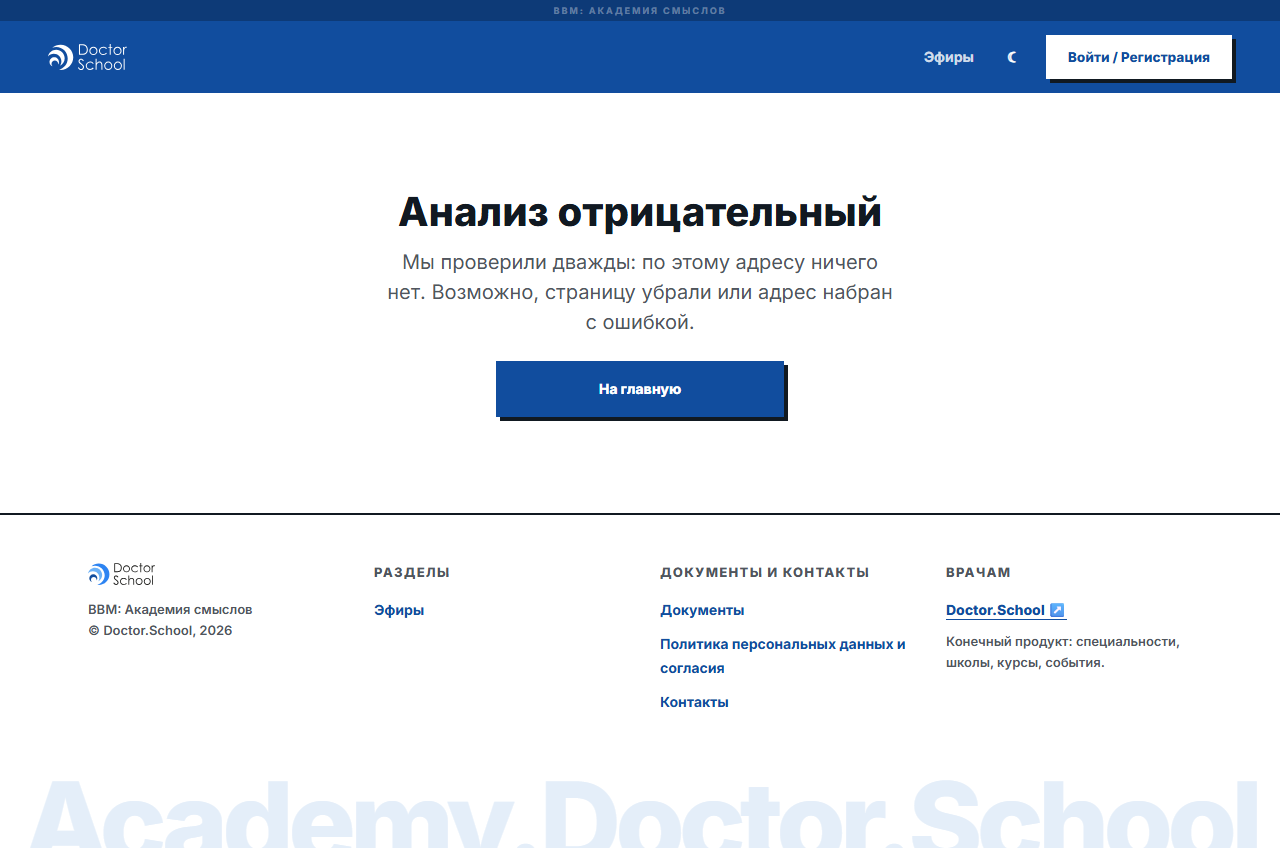 ВВМ: АКАДЕМИЯ СМЫСЛОВ
Doctor
School
Эфиры
Войти / Регистрация
Анализ отрицательный
Мы проверили дважды: по этому адресу ничего
нет. Возможно, страницу убрали или адрес набран
с ошибкой.
На главную
Doctor
School
ВВМ: Академия смыслов
© Doctor.School, 2026
РАЗДЕЛЫ
Эфиры
ДОКУМЕНТЫ И КОНТАКТЫ
Документы
Политика персональных данных и
согласия
Контакты
ВРАЧАМ
Doctor.School ↗
Конечный продукт: специальности,
школы, курсы, события.
Academy.Doctor.School